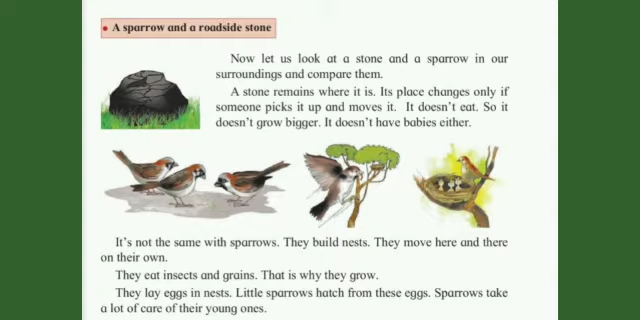 A sparrow and a roadside stone
Now let us look at a stone and a sparrow in our
surroundings and compare them.
A stone remains where it is. Its place changes only if
someone picks it up and moves it. It doesn't eat. So it
doesn't grow bigger. It doesn't have babies either.
It's not the same with sparrows. They build nests. They move here and there
on their own.
They eat insects and grains. That is why they grow.
They lay eggs in nests. Little sparrows hatch from these eggs. Sparrows take
a lot of care of their young ones.